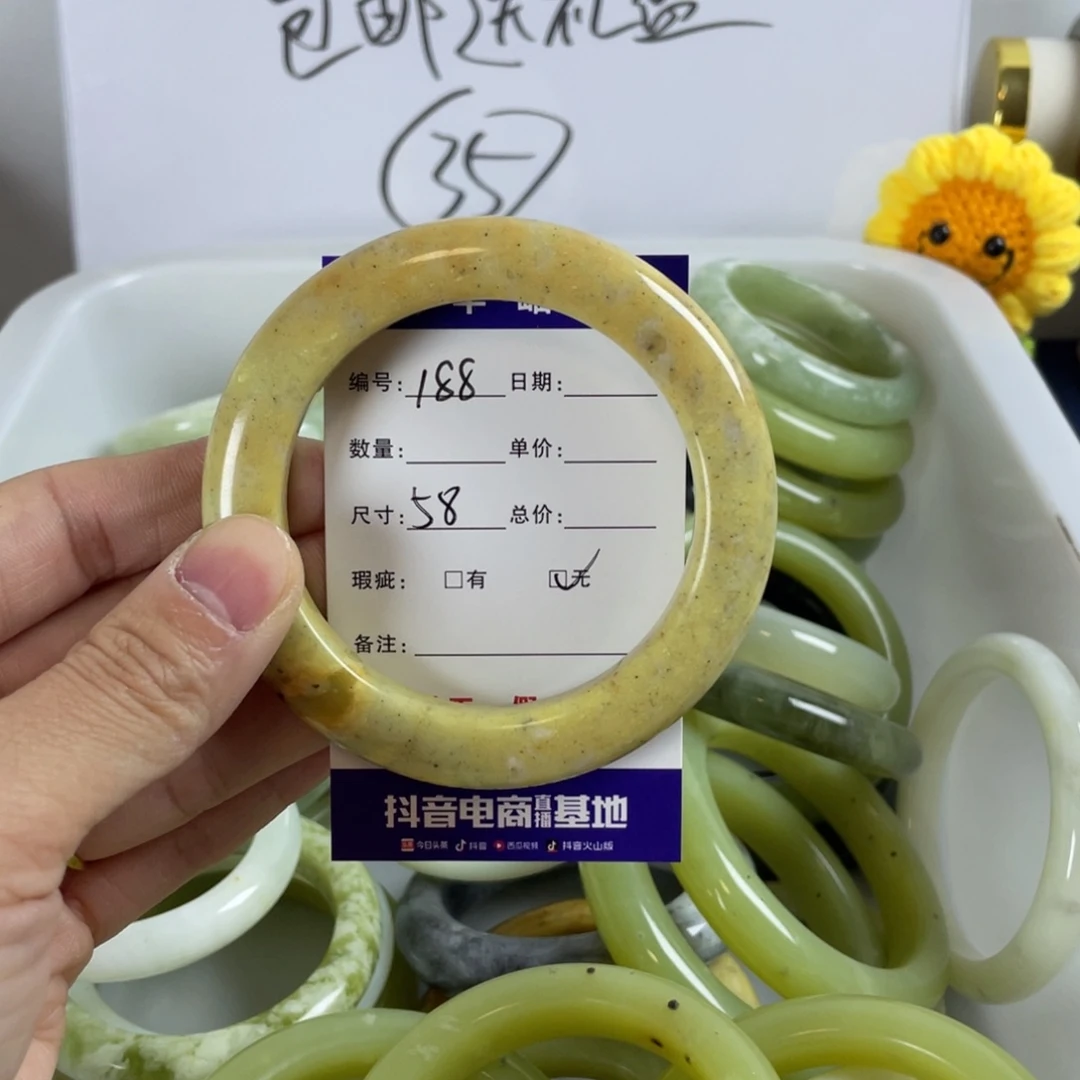 包邮送礼盒
35
编号：188 日期：
数量： 单价：
尺寸：58 总价：
瑕疵： □有 ☑无
备注：
抖音电商直播基地
今日头条 抖音 西瓜视频 抖音火山版